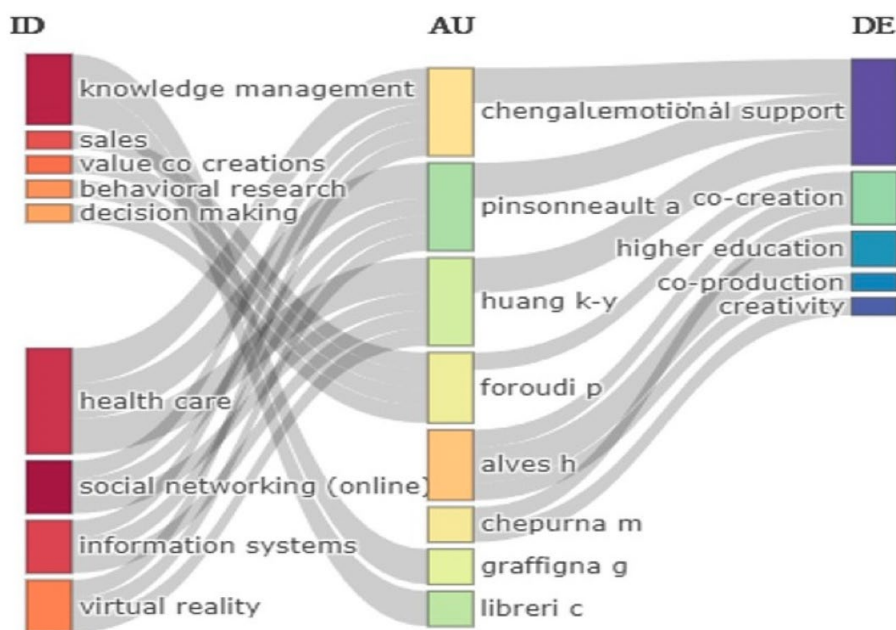 ID
AU
DE
knowledge management
sales
value co creations
behavioral research
decision making
health care
social networking (online)
information systems
virtual reality
pinsonneault a
huang k-y
foroudi p
alves h
chepurna m
graffigna g
libreri c
emotional support
co-creation
higher education
co-production
creativity